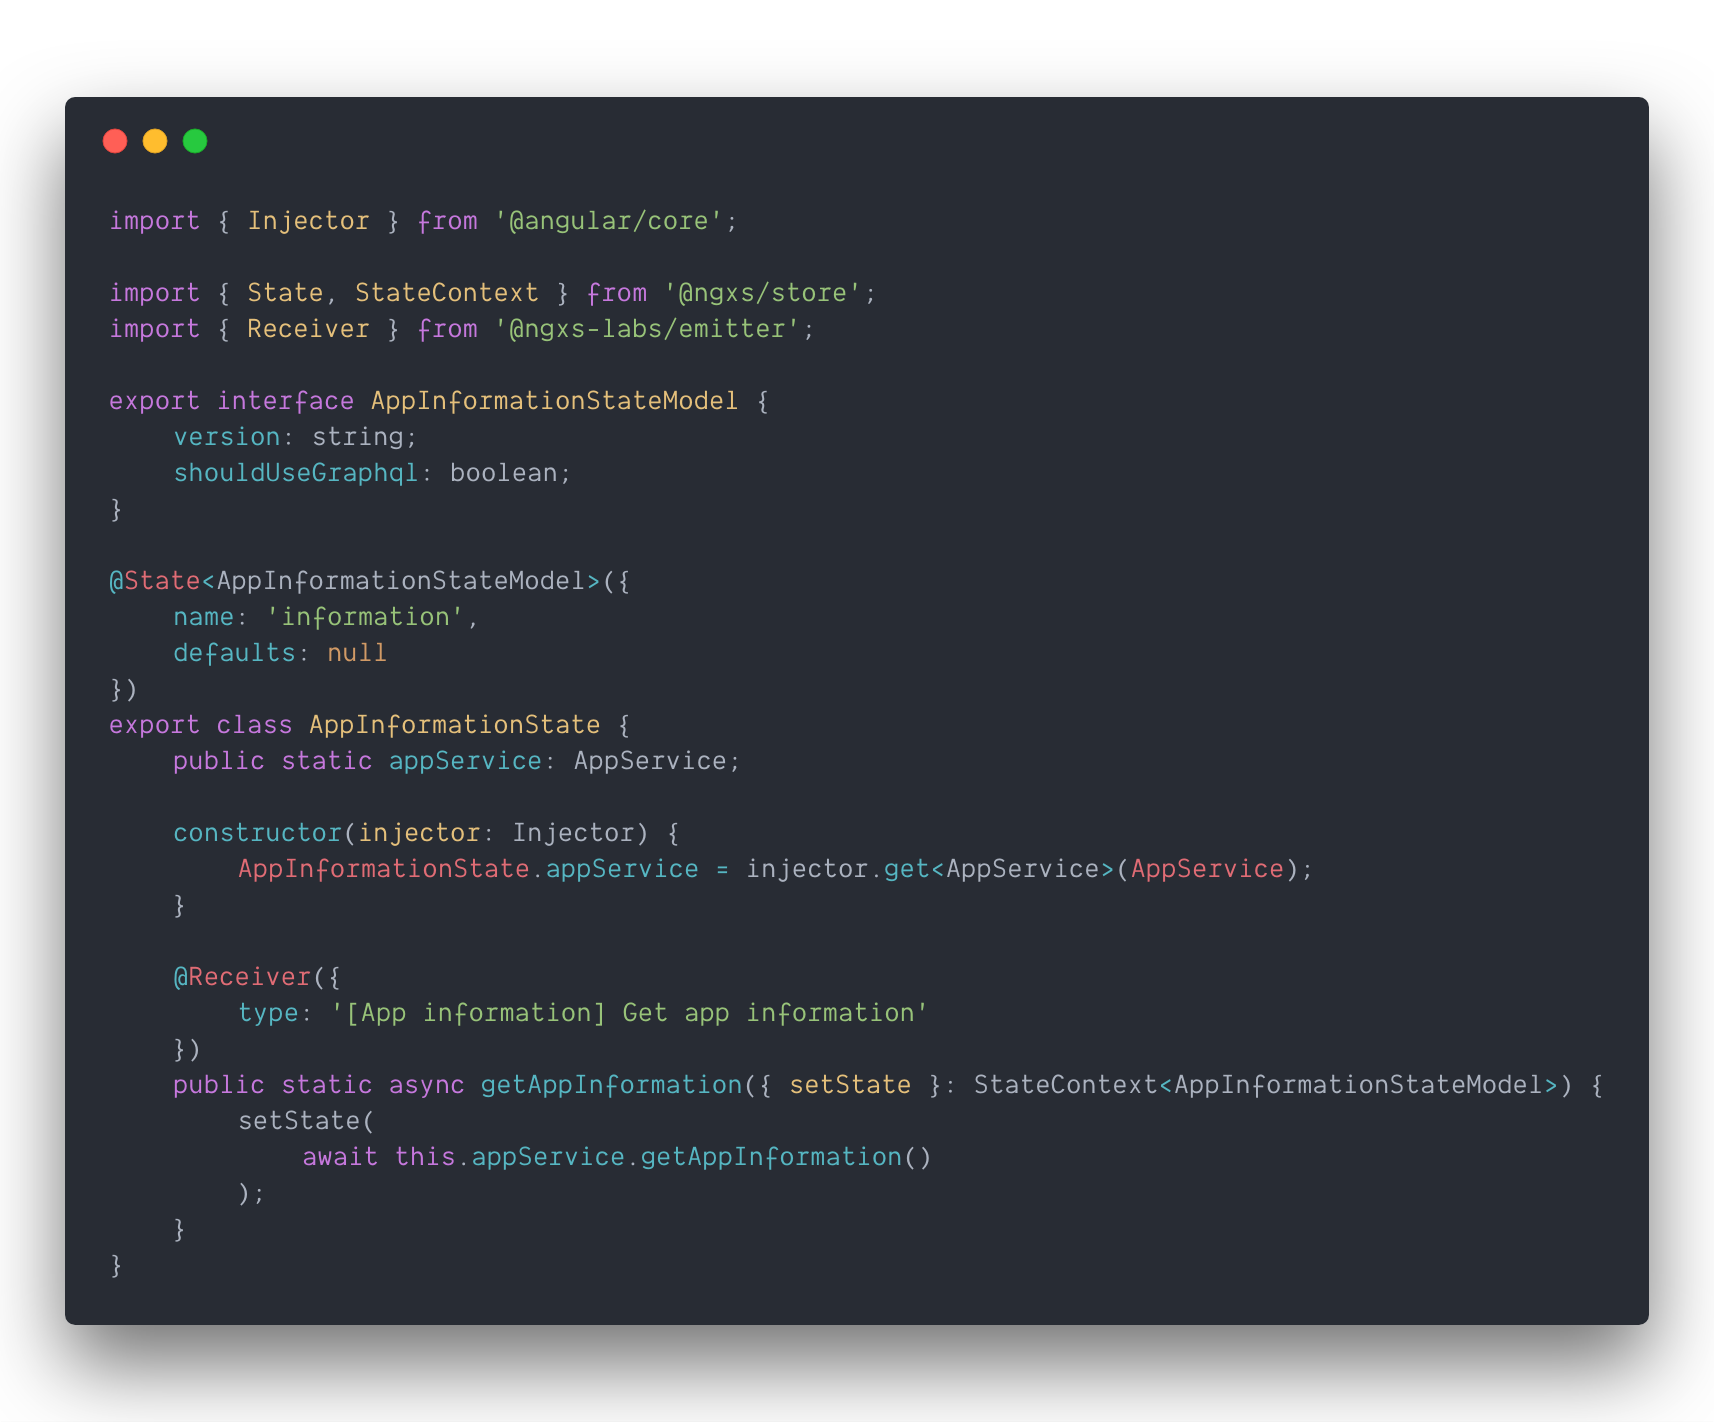 import { Injector } from '@angular/core';
import { State, StateContext } from '@ngxs/store';
import { Receiver } from '@ngxs-labs/emitter';
export interface AppInformationStateModel {
    version: string;
    shouldUseGraphql: boolean;
}
@State<AppInformationStateModel>({
    name: 'information',
    defaults: null
})
export class AppInformationState {
    public static appService: AppService;
    constructor(injector: Injector) {
        AppInformationState.appService = injector.get<AppService>(AppService);
    }
    @Receiver({
        type: '[App information] Get app information'
    })
    public static async getAppInformation({ setState }: StateContext<AppInformationStateModel>) {
        setState(
            await this.appService.getAppInformation()
        );
    }
}